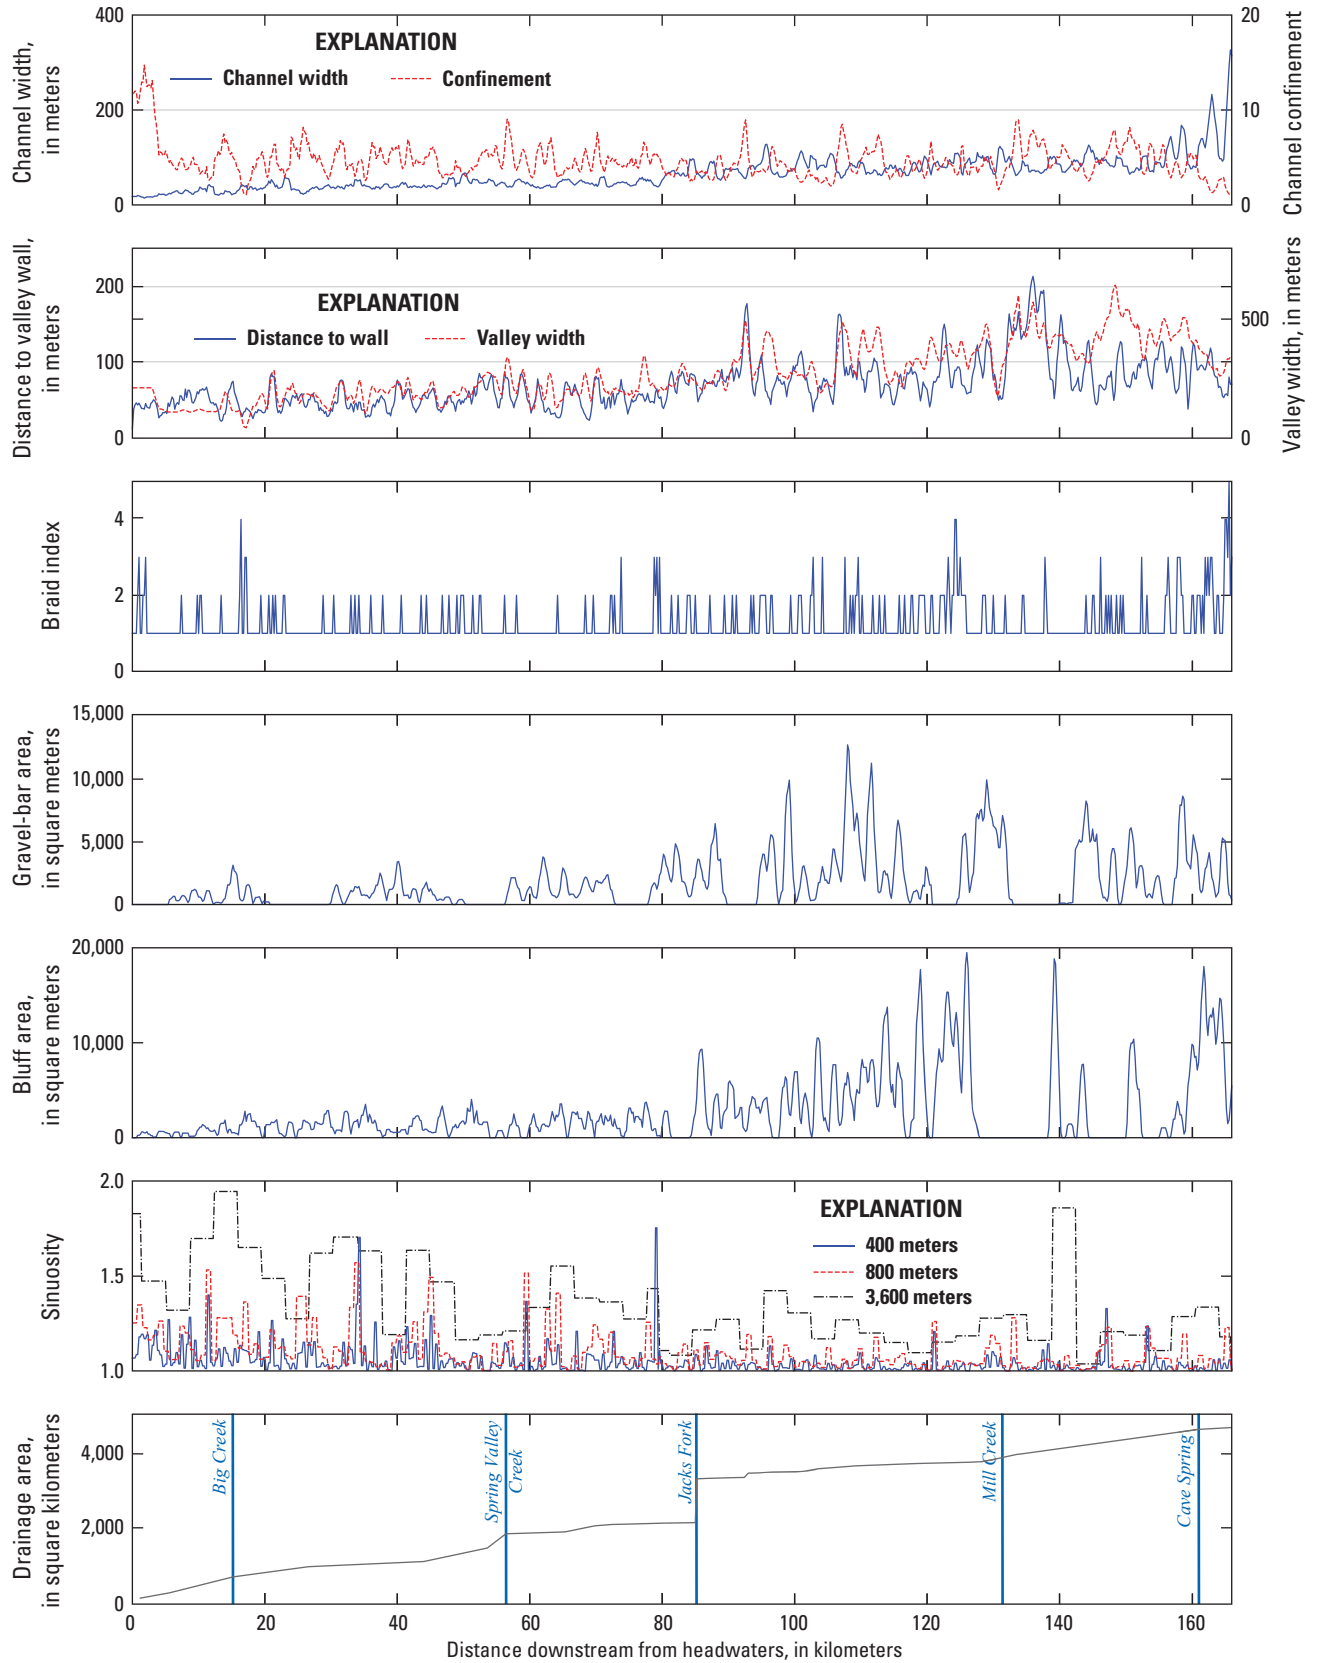 400
200
0
Channel width,
in meters
EXPLANATION
Channel width
Confinement
20
10
0
Channel confinement
200
100
0
Distance to valley wall,
in meters
EXPLANATION
Distance to wall
Valley width
500
0
Valley width, in meters
4
2
0
Braid index
15,000
10,000
5,000
0
Gravel-bar area,
in square meters
20,000
10,000
0
Bluff area,
in square meters
2.0
1.5
1.0
Sinuosity
EXPLANATION
400 meters
800 meters
3,600 meters
4,000
2,000
0
Drainage area,
in square kilometers
Big Creek
Spring Valley
Creek
Jacks Fork
Mill Creek
Cave Spring
0 20 40 60 80 100 120 140 160
Distance downstream from headwaters, in kilometers